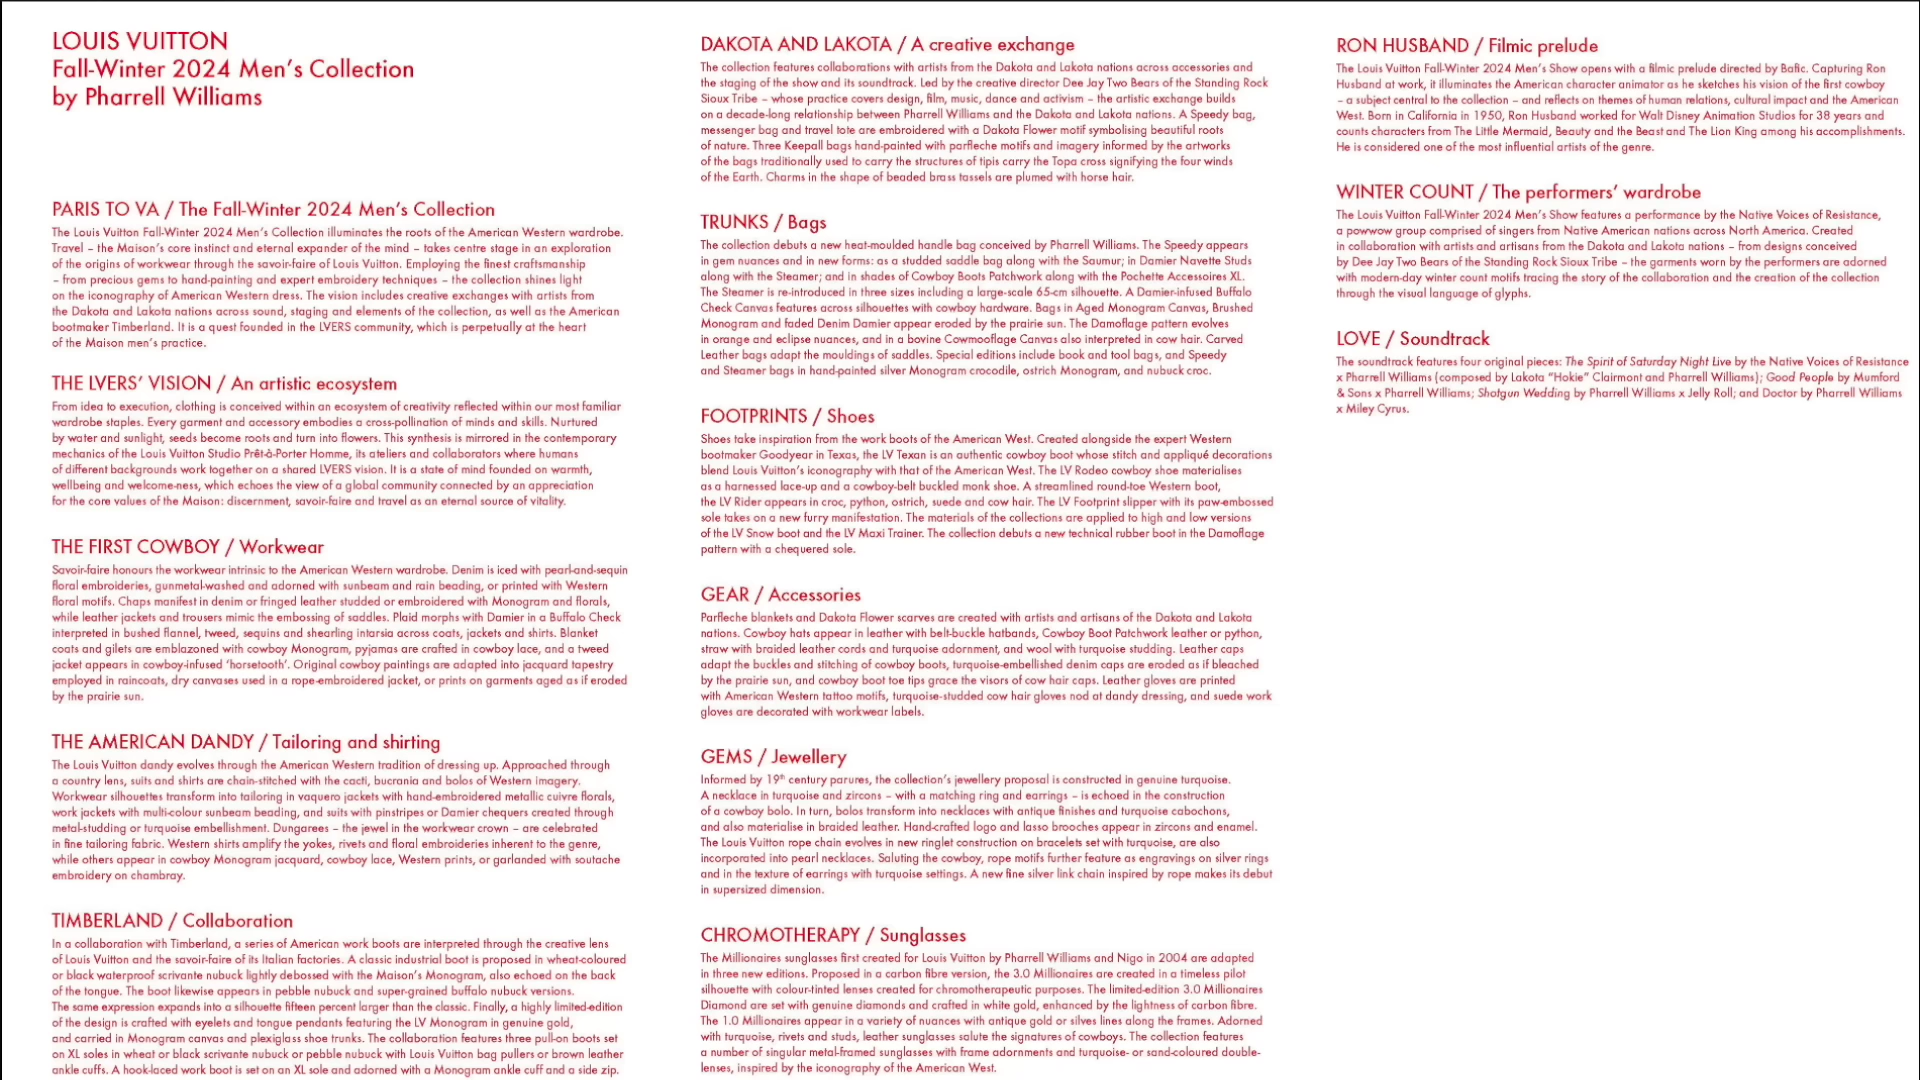 LOUIS VUITTON
Fall-Winter 2024 Men's Collection
by Pharrell Williams
PARIS TO VA / The Fall-Winter 2024 Men's Collection
The Louis Vuitton Fall-Winter 2024 Men's Collection illuminates the roots of the American Western wardrobe.
Travel – the Maison's core instinct and eternal expander of the mind – takes centre stage in an exploration
of the origins of workwear through the savoir-faire of Louis Vuitton. Employing the finest craftsmanship
– from precious gems to hand-painting and expert embroidery techniques – the collection shines light
on the iconography of American Western dress. The vision includes creative exchanges with artists from
the Dakota and Lakota nations across sound, staging and elements of the collection, as well as the American
bootmaker Timberland. It is a quest founded in the LVERS community, which is perpetually at the heart
of the Maison men's practice.
THE LVERS' VISION / An artistic ecosystem
From idea to execution, clothing is conceived within an ecosystem of creativity reflected within our most familiar
wardrobe staples. Every garment and accessory embodies a cross-pollination of minds and skills. Nurtured
by water and sunlight, seeds become roots and turn into flowers. This synthesis is mirrored in the contemporary
mechanics of the Louis Vuitton Studio Prêt-à-Porter Homme, its ateliers and collaborators where humans
of different backgrounds work together on a shared LVERS vision. It is a state of mind founded on warmth,
wellbeing and welcome-ness, which echoes the view of a global community connected by an appreciation
for the core values of the Maison: discernment, savoir-faire and travel as an eternal source of vitality.
THE FIRST COWBOY / Workwear
Savoir-faire honours the workwear intrinsic to the American Western wardrobe. Denim is iced with pearl-and-sequin
floral embroideries, gunmetal-washed and adorned with sunbeam and rain beading, or printed with Western
floral motifs. Chaps manifest in denim or fringed leather studded or embroidered with Monogram and florals,
while leather jackets and trousers mimic the embossing of saddles. Plaid morphs with Damier in a Buffalo Check
interpreted in bushed flannel, tweed, sequins and shearling intarsia across coats, jackets and shirts. Blanket
coats and gilets are emblazoned with cowboy Monogram, pyjamas are crafted in cowboy lace, and a tweed
jacket appears in cowboy-infused 'horsetooth'. Original cowboy paintings are adapted into jacquard tapestry
employed in raincoats, dry canvases used in a rope-embroidered jacket, or prints on garments aged as if eroded
by the prairie sun.
THE AMERICAN DANDY / Tailoring and shirting
The Louis Vuitton dandy evolves through the American Western tradition of dressing up. Approached through
a country lens, suits and shirts are chain-stitched with the cacti, bucrania and bolos of Western imagery.
Workwear silhouettes transform into tailoring in vaquero jackets with hand-embroidered metallic cuivre florals,
work jackets with multi-colour sunbeam beading, and suits with pinstripes or Damier chequers created through
metal-studding or turquoise embellishment. Dungarees – the jewel in the workwear crown – are celebrated
in fine tailoring fabric. Western shirts amplify the yokes, rivets and floral embroideries inherent to the genre,
while others appear in cowboy Monogram jacquard, cowboy lace, Western prints, or garlanded with soutache
embroidery on chambray.
TIMBERLAND / Collaboration
In a collaboration with Timberland, a series of American work boots are interpreted through the creative lens
of Louis Vuitton and the savoir-faire of its Italian factories. A classic industrial boot is proposed in wheat-coloured
or black waterproof scrivante nubuck lightly debossed with the Maison's Monogram, also echoed on the back
of the tongue. The boot likewise appears in pebble nubuck and super-grained buffalo nubuck versions.
The same expression expands into a silhouette fifteen percent larger than the classic. Finally, a highly limited-edition
of the design is crafted with eyelets and tongue pendants featuring the LV Monogram in genuine gold,
and carried in Monogram canvas and plexiglass shoe trunks. The collaboration features three pull-on boots set
on XL soles in wheat or black scrivante nubuck or pebble nubuck with Louis Vuitton bag pullers or brown leather
ankle cuffs. A hook-laced work boot is set on an XL sole and adorned with a Monogram ankle cuff and a side zip.
DAKOTA AND LAKOTA / A creative exchange
The collection features collaborations with artists from the Dakota and Lakota nations across accessories and
the staging of the show and its soundtrack. Led by the creative director Dee Jay Two Bears of the Standing Rock
Sioux Tribe – whose practice covers design, film, music, dance and activism – the artistic exchange builds
on a decade-long relationship between Pharrell Williams and the Dakota and Lakota nations. A Speedy bag,
messenger bag and travel tote are embroidered with a Dakota Flower motif symbolising beautiful roots
of nature. Three Keepall bags hand-painted with parfleche motifs and imagery informed by the artworks
of the bags traditionally used to carry the structures of tipis carry the Topa cross signifying the four winds
of the Earth. Charms in the shape of beaded brass tassels are plumed with horse hair.
TRUNKS / Bags
The collection debuts a new heat-moulded handle bag conceived by Pharrell Williams. The Speedy appears
in gem nuances and in new forms: as a studded saddle bag along with the Saumur; in Damier Navette Studs
along with the Steamer; and in shades of Cowboy Boots Patchwork along with the Pochette Accessoires XL.
The Steamer is re-introduced in three sizes including a large-scale 65-cm silhouette. A Damier-infused Buffalo
Check Canvas features across silhouettes with cowboy hardware. Bags in Aged Monogram Canvas, Brushed
Monogram and faded Denim Damier appear eroded by the prairie sun. The Damoflage pattern evolves
in orange and eclipse nuances, and in a bovine Cowmooflage Canvas also interpreted in cow hair. Carved
Leather bags adapt the mouldings of saddles. Special editions include book and tool bags, and Speedy
and Steamer bags in hand-painted silver Monogram crocodile, ostrich Monogram, and nubuck croc.
FOOTPRINTS / Shoes
Shoes take inspiration from the work boots of the American West. Created alongside the expert Western
bootmaker Goodyear in Texas, the LV Texan is an authentic cowboy boot whose stitch and appliqué decorations
blend Louis Vuitton's iconography with that of the American West. The LV Rodeo cowboy shoe materialises
as a harnessed lace-up and a cowboy-belt buckled monk shoe. A streamlined round-toe Western boot,
the LV Rider appears in croc, python, ostrich, suede and cow hair. The LV Footprint slipper with its paw-embossed
sole takes on a new furry manifestation. The materials of the collections are applied to high and low versions
of the LV Snow boot and the LV Maxi Trainer. The collection debuts a new technical rubber boot in the Damoflage
pattern with a chequered sole.
GEAR / Accessories
Parfleche blankets and Dakota Flower scarves are created with artists and artisans of the Dakota and Lakota
nations. Cowboy hats appear in leather with belt-buckle hatbands, Cowboy Boot Patchwork leather or python,
straw with braided leather cords and turquoise adornment, and wool with turquoise studding. Leather caps
adapt the buckles and stitching of cowboy boots, turquoise-embellished denim caps are eroded as if bleached
by the prairie sun, and cowboy boot toe tips grace the visors of cow hair caps. Leather gloves are printed
with American Western tattoo motifs, turquoise-studded cow hair gloves nod at dandy dressing, and suede work
gloves are decorated with workwear labels.
GEMS / Jewellery
Informed by 19th century parures, the collection's jewellery proposal is constructed in genuine turquoise.
A necklace in turquoise and zircons – with a matching ring and earrings – is echoed in the construction
of a cowboy bolo. In turn, bolos transform into necklaces with antique finishes and turquoise cabochons,
and also materialise in braided leather. Hand-crafted logo and lasso brooches appear in zircons and enamel.
The Louis Vuitton rope chain evolves in new ringlet construction on bracelets set with turquoise, are also
incorporated into pearl necklaces. Saluting the cowboy, rope motifs further feature as engravings on silver rings
and in the texture of earrings with turquoise settings. A new fine silver link chain inspired by rope makes its debut
in supersized dimension.
CHROMOTHERAPY / Sunglasses
The Millionaires sunglasses first created for Louis Vuitton by Pharrell Williams and Nigo in 2004 are adapted
in three new editions. Proposed in a carbon fibre version, the 3.0 Millionaires are created in a timeless pilot
silhouette with colour-tinted lenses created for chromotherapeutic purposes. The limited-edition 3.0 Millionaires
Diamond are set with genuine diamonds and crafted in white gold, enhanced by the lightness of carbon fibre.
The 1.0 Millionaires appear in a variety of nuances with antique gold or silves lines along the frames. Adorned
with turquoise, rivets and studs, leather sunglasses salute the signatures of cowboys. The collection features
a number of singular metal-framed sunglasses with frame adornments and turquoise- or sand-coloured double-
lenses, inspired by the iconography of the American West.
RON HUSBAND / Filmic prelude
The Louis Vuitton Fall-Winter 2024 Men's Show opens with a filmic prelude directed by Bafic. Capturing Ron
Husband at work, it illuminates the American character animator as he sketches his vision of the first cowboy
– a subject central to the collection – and reflects on themes of human relations, cultural impact and the American
West. Born in California in 1950, Ron Husband worked for Walt Disney Animation Studios for 38 years and
counts characters from The Little Mermaid, Beauty and the Beast and The Lion King among his accomplishments.
He is considered one of the most influential artists of the genre.
WINTER COUNT / The performers' wardrobe
The Louis Vuitton Fall-Winter 2024 Men's Show features a performance by the Native Voices of Resistance,
a powwow group comprised of singers from Native American nations across North America. Created
in collaboration with artists and artisans from the Dakota and Lakota nations – from designs conceived
by Dee Jay Two Bears of the Standing Rock Sioux Tribe – the garments worn by the performers are adorned
with modern-day winter count motifs tracing the story of the collaboration and the creation of the collection
through the visual language of glyphs.
LOVE / Soundtrack
The soundtrack features four original pieces: The Spirit of Saturday Night Live by the Native Voices of Resistance
x Pharrell Williams (composed by Lakota "Hokie" Clairmont and Pharrell Williams); Good People by Mumford
& Sons x Pharrell Williams; Shotgun Wedding by Pharrell Williams x Jelly Roll; and Doctor by Pharrell Williams
x Miley Cyrus.